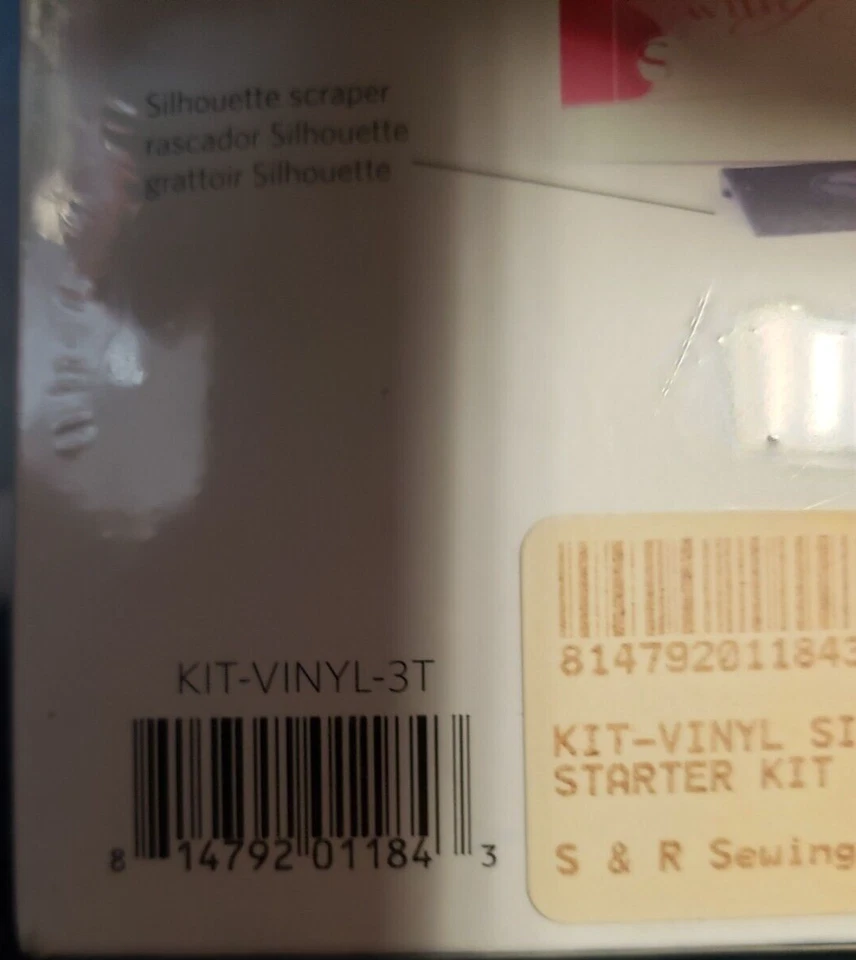 Silhouette scraper
rascador Silhouette
grattoir Silhouette
KIT-VINYL-3T
8 14792 01184 3
814792011843
KIT-VINYL SI
STARTER KIT
S & R Sewing